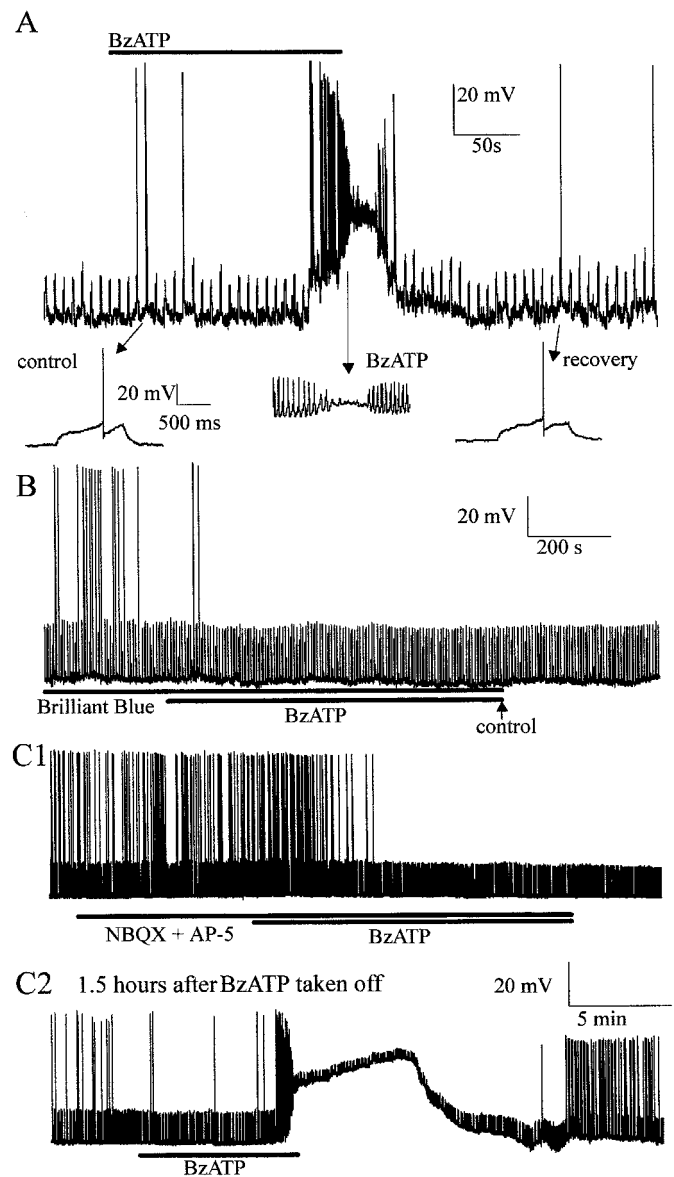 A
BzATP
20 mV
50s
control
20 mV
500 ms
BzATP
recovery
B
20 mV
200 s
Brilliant Blue
BzATP
control
C1
NBQX + AP-5
BzATP
C2 1.5 hours after BzATP taken off
20 mV
5 min
BzATP